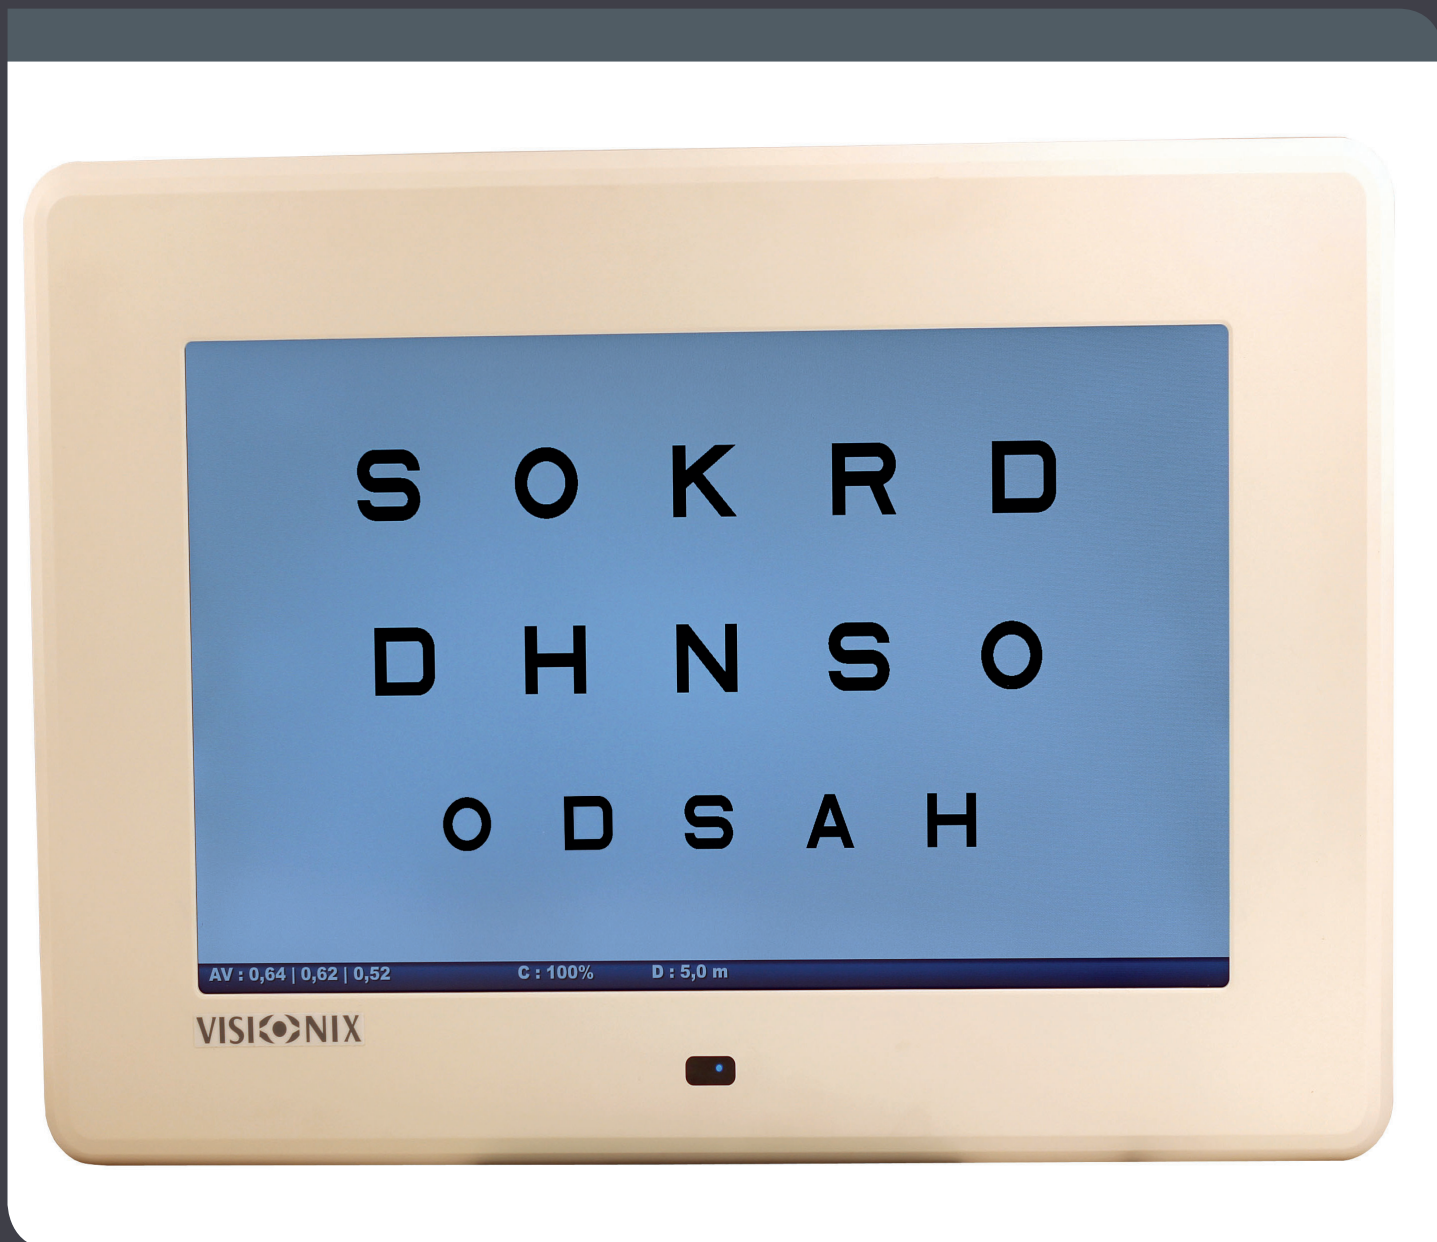 S O K R D
D H N S O
O D S A H
AV : 0,64 | 0,62 | 0,52 C : 100% D : 5,0 m
VISIONIX